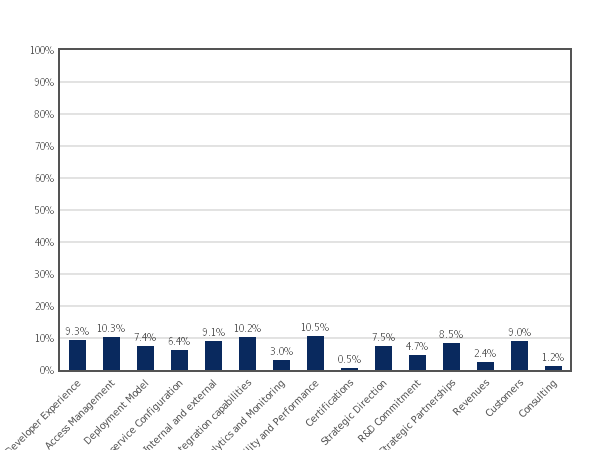 100%
90%
80%
70%
60%
50%
40%
30%
20%
10%
0%
9.3%
10.3%
7.4%
6.4%
9.1%
10.2%
3.0%
10.5%
0.5%
7.5%
4.7%
8.5%
2.4%
9.0%
1.2%
Developer Experience
Access Management
Deployment Model
Configuration
Internal and external
capabilities
and Monitoring
and Performance
Certifications
Strategic Direction
R&D Commitment
Strategic Partnerships
Revenues
Customers
Consulting